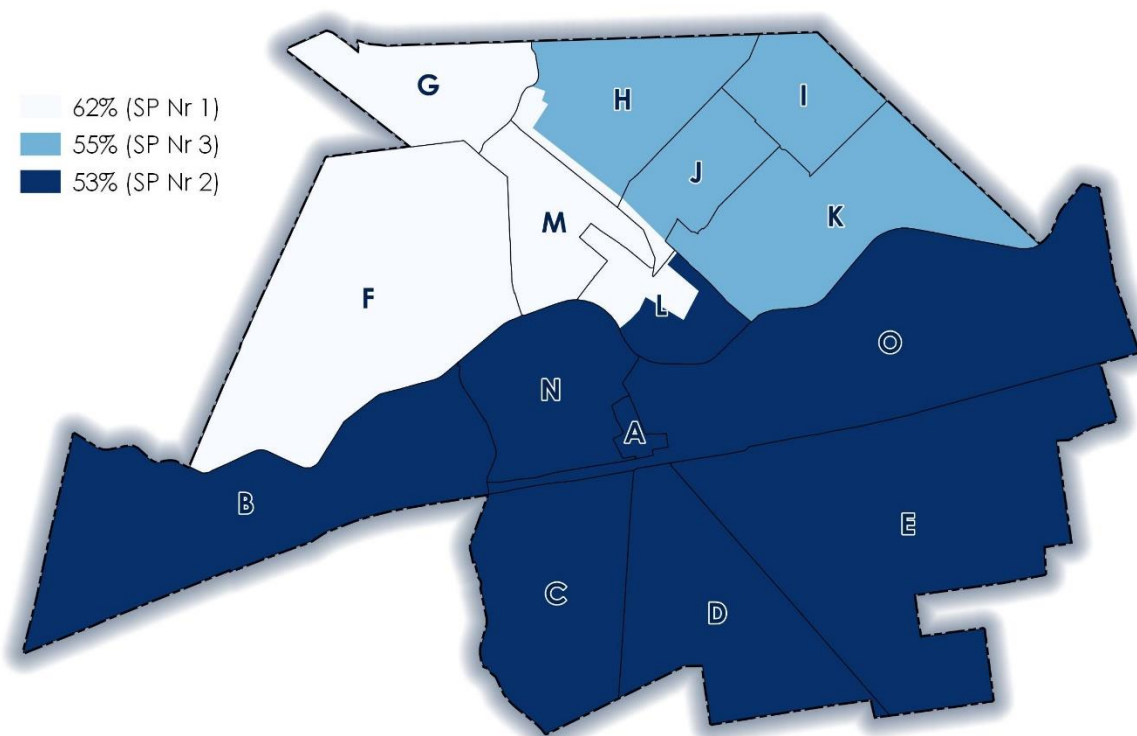 62% (SP Nr 1)
55% (SP Nr 3)
53% (SP Nr 2)
G
H
I
J
K
M
F
L
O
N
A
B
E
C
D